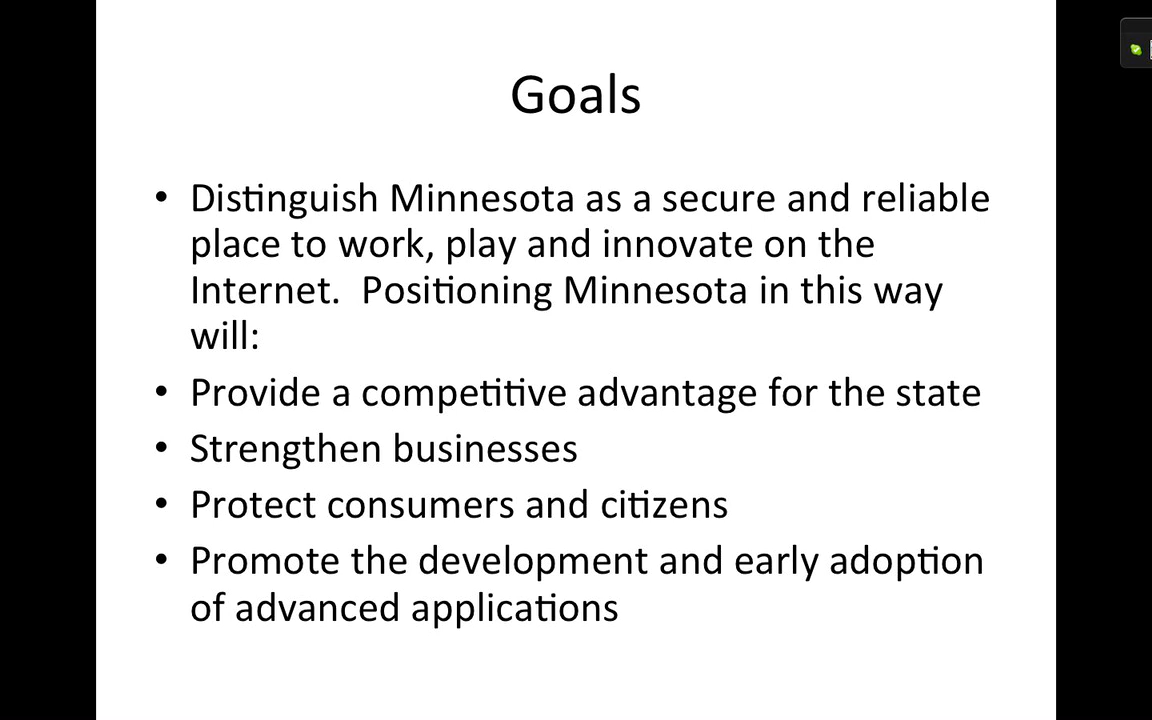 Goals
• Distinguish Minnesota as a secure and reliable
place to work, play and innovate on the
Internet.  Positioning Minnesota in this way
will:
• Provide a competitive advantage for the state
• Strengthen businesses
• Protect consumers and citizens
• Promote the development and early adoption
of advanced applications